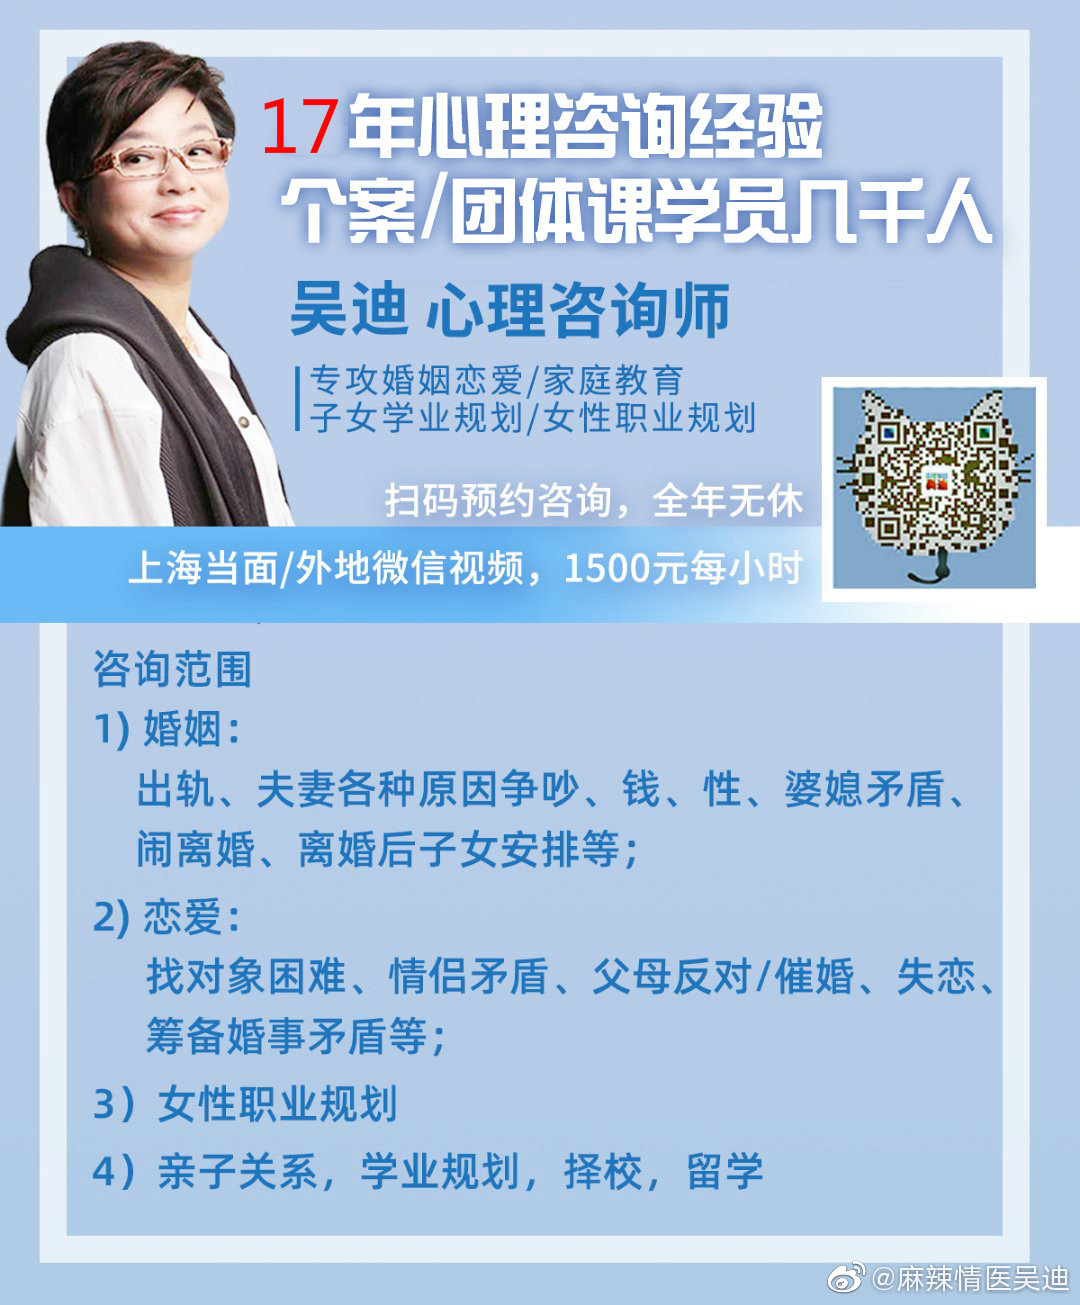 17年心理咨询经验
个案/团体课学员几千人
吴迪 心理咨询师
专攻婚姻恋爱/家庭教育
子女学业规划/女性职业规划
扫码预约咨询，全年无休
上海当面/外地微信视频，1500元每小时
咨询范围
1) 婚姻：
出轨、夫妻各种原因争吵、钱、性、婆媳矛盾、
闹离婚、离婚后子女安排等；
2) 恋爱：
找对象困难、情侣矛盾、父母反对/催婚、失恋、
筹备婚事矛盾等；
3）女性职业规划
4）亲子关系，学业规划，择校，留学
@麻辣情医吴迪